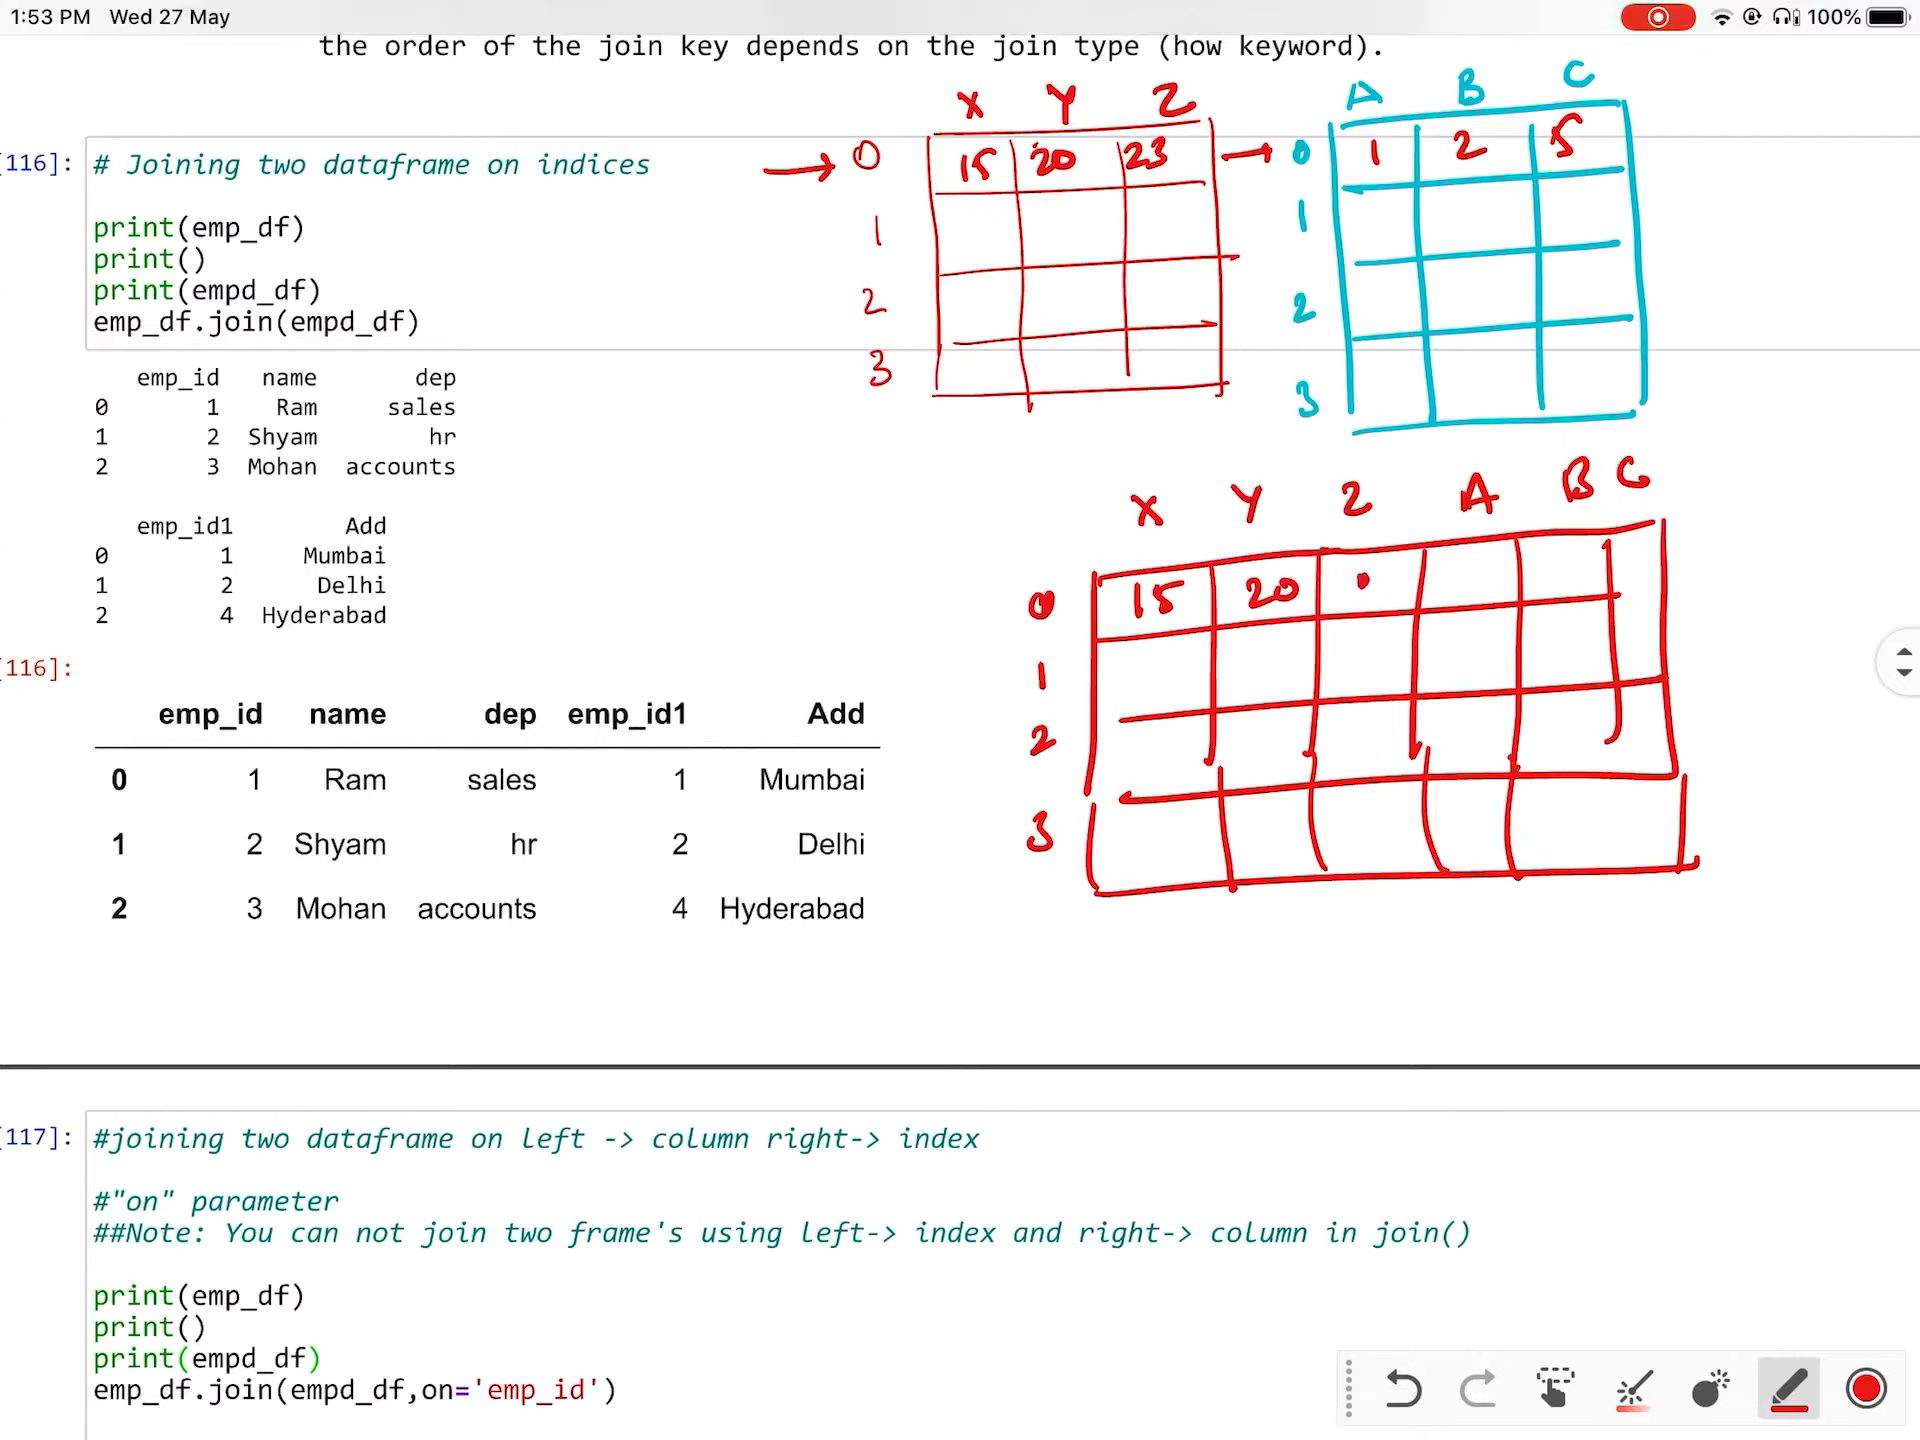 1:53 PM Wed 27 May 100%
the order of the join key depends on the join type (how keyword).
[116]: # Joining two dataframe on indices
print(emp_df)
print()
print(empd_df)
emp_df.join(empd_df)
emp_id name dep
0 1 Ram sales
1 2 Shyam hr
2 3 Mohan accounts
emp_id1 Add
0 1 Mumbai
1 2 Delhi
2 4 Hyderabad
[116]:
emp_id name dep emp_id1 Add
0 1 Ram sales 1 Mumbai
1 2 Shyam hr 2 Delhi
2 3 Mohan accounts 4 Hyderabad
X Y Z
→ 0 15 20 23 →
1
2
3
A B C
0 1 2 5
1
2
3
X Y Z A B C
0 15 20
1
2
3
[117]: #joining two dataframe on left -> column right-> index
#"on" parameter
##Note: You can not join two frame's using left-> index and right-> column in join()
print(emp_df)
print()
print(empd_df)
emp_df.join(empd_df,on='emp_id')